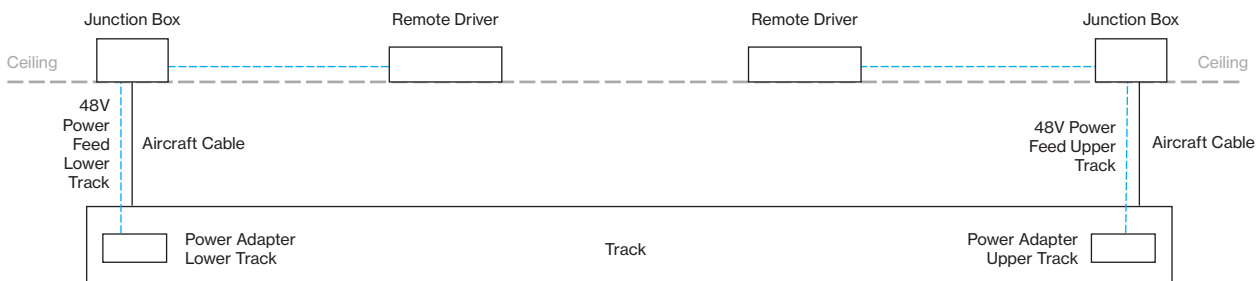 Junction Box
Remote Driver
Remote Driver
Junction Box
Ceiling
Ceiling
48V
Power
Feed
Lower
Track
Aircraft Cable
48V Power
Feed Upper
Track
Aircraft Cable
Power Adapter
Lower Track
Track
Power Adapter
Upper Track